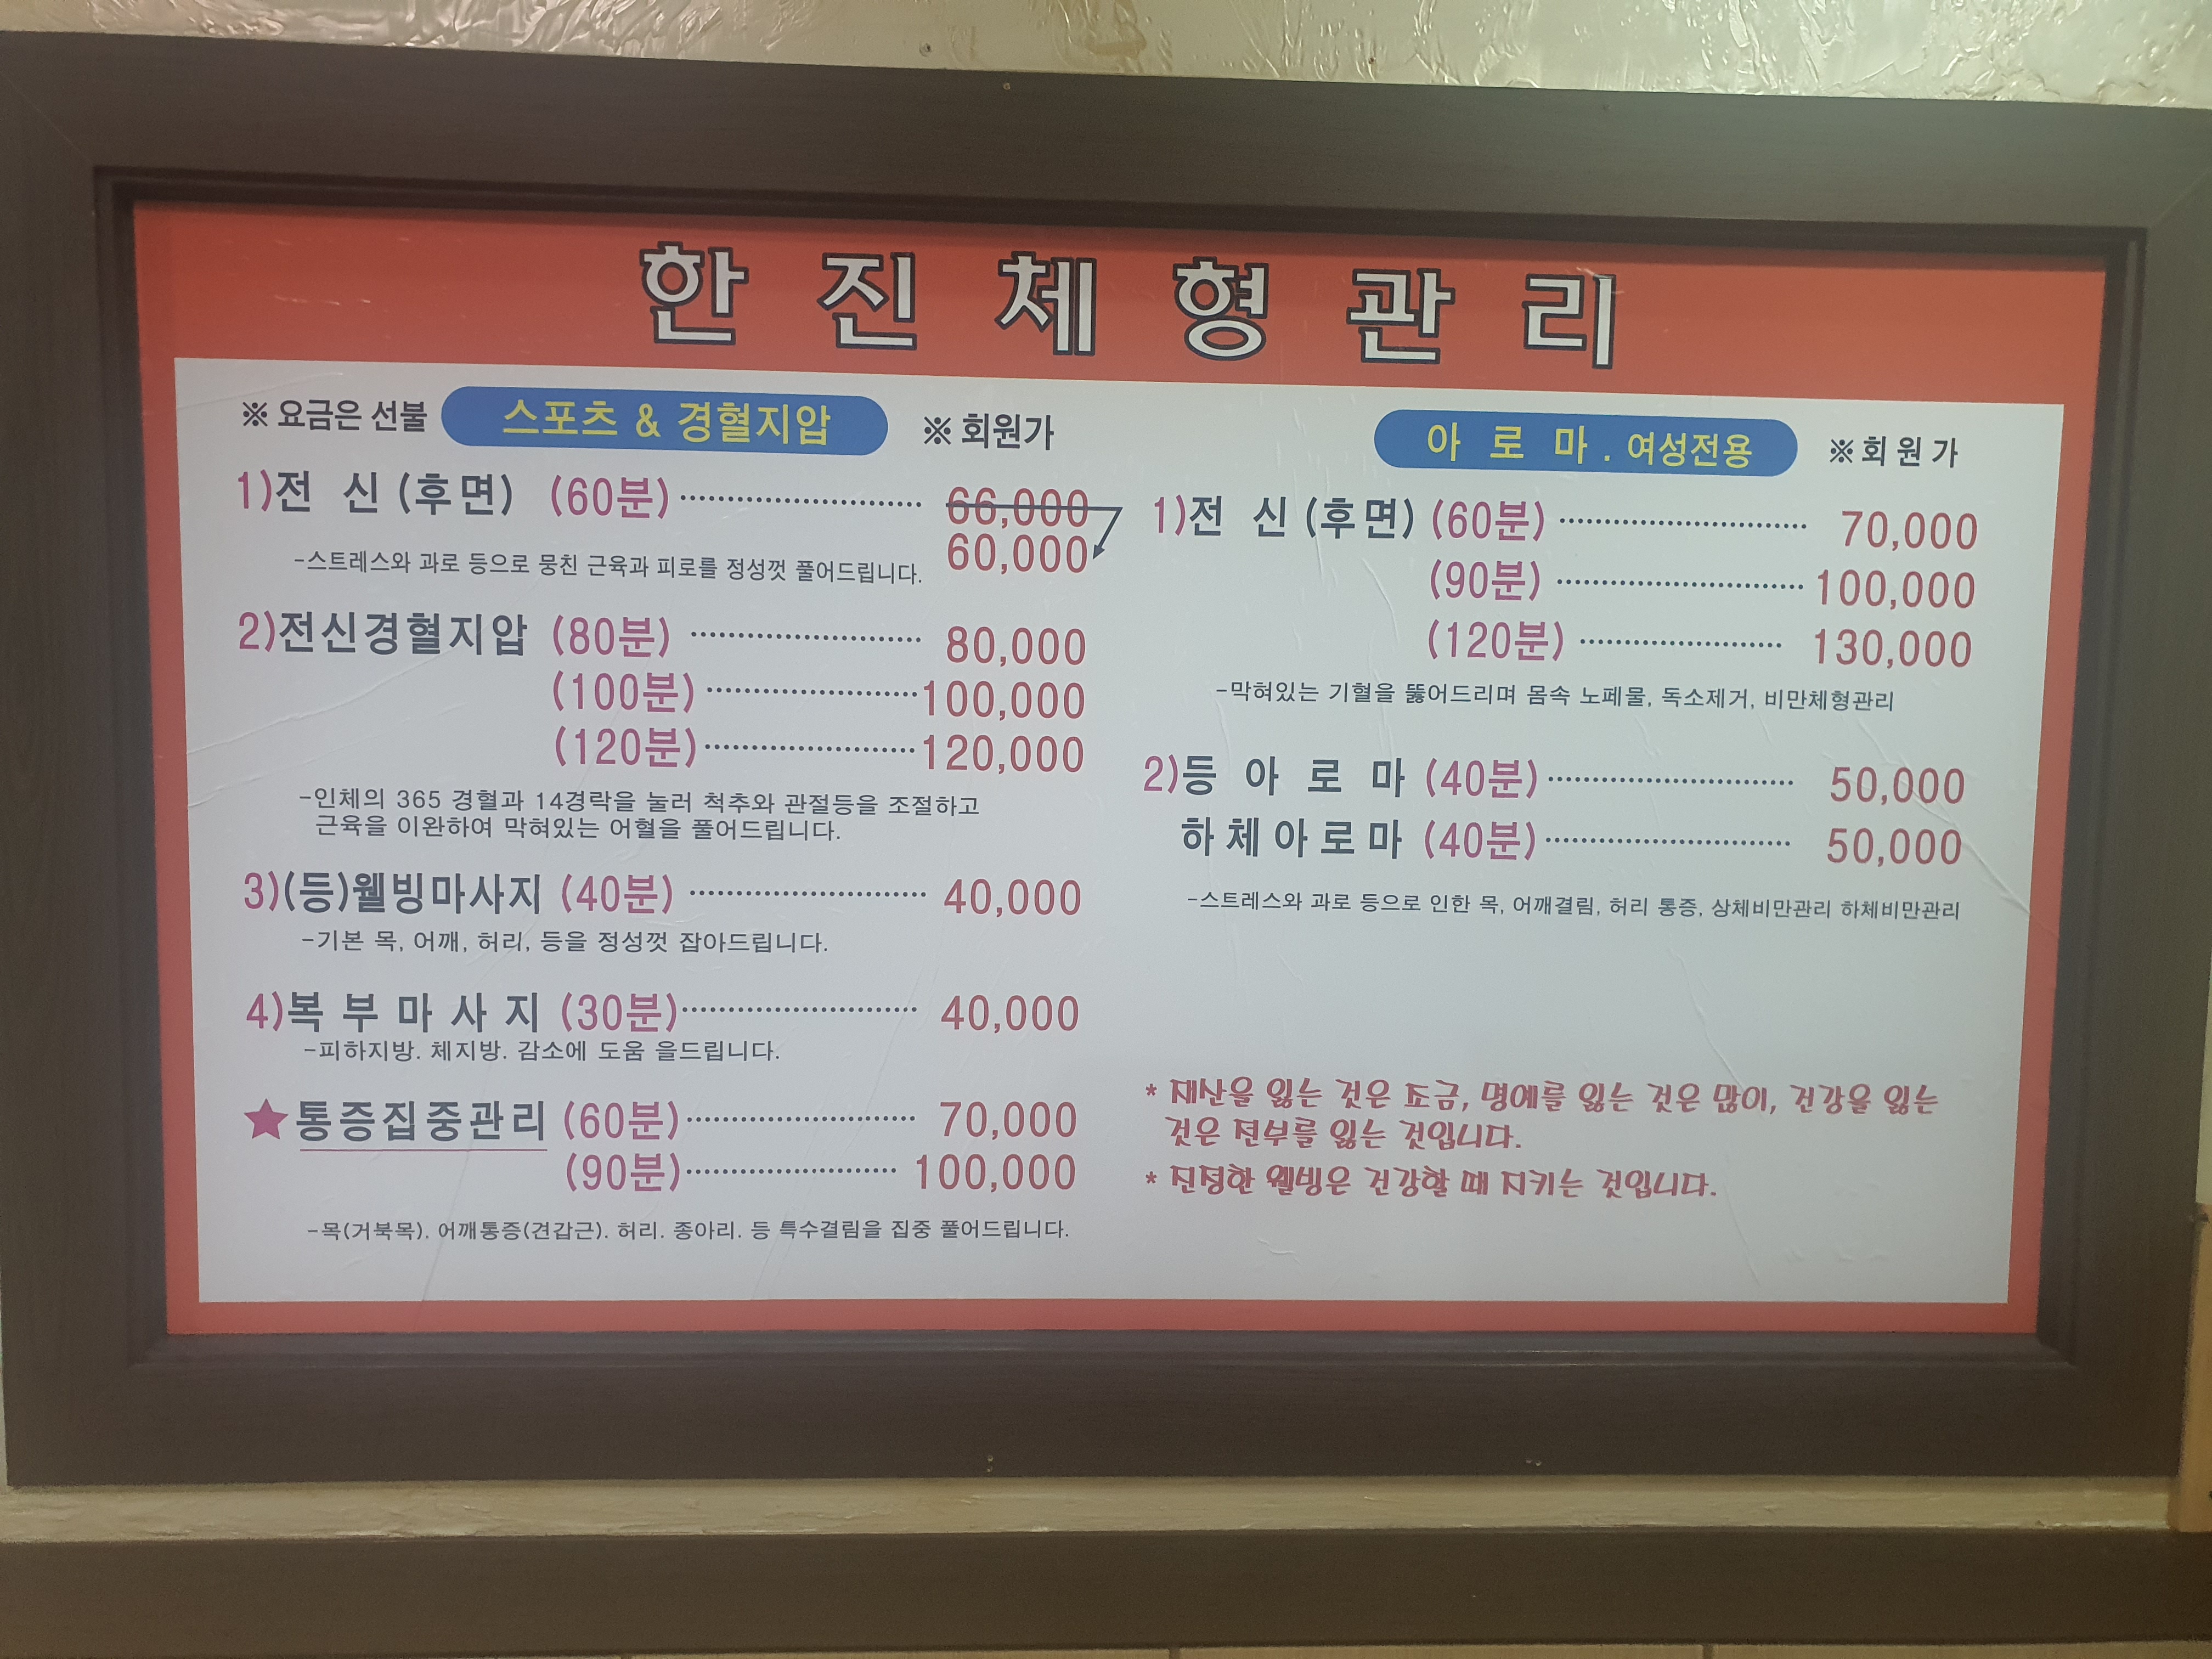 한진체형관리
※ 요금은 선불 스포츠 & 경혈지압 ※ 회원가
1)전 신 (후면) (60분) 66,000
60,000
-스트레스와 과로 등으로 뭉친 근육과 피로를 정성껏 풀어드립니다.
2)전신경혈지압 (80분) 80,000
(100분) 100,000
(120분) 120,000
-인체의 365 경혈과 14경락을 눌러 척추와 관절등을 조절하고
근육을 이완하여 막혀있는 어혈을 풀어드립니다.
3)(등)웰빙마사지 (40분) 40,000
-기본 목, 어깨, 허리, 등을 정성껏 잡아드립니다.
4)복부마사지 (30분) 40,000
-피하지방. 체지방. 감소에 도움 을드립니다.
★통증집중관리 (60분) 70,000
(90분) 100,000
-목(거북목). 어깨통증(견갑근). 허리. 종아리. 등 특수결림을 집중 풀어드립니다.
아로마. 여성전용 ※회원가
1)전 신 (후면) (60분) 70,000
(90분) 100,000
(120분) 130,000
-막혀있는 기혈을 뚫어드리며 몸속 노폐물, 독소제거, 비만체형관리
2)등 아로마 (40분) 50,000
하체아로마 (40분) 50,000
-스트레스와 과로 등으로 인한 목, 어깨결림, 허리 통증, 상체비만관리 하체비만관리
* 재산을 잃는 것은 조금, 명예를 잃는 것은 많이, 건강을 잃는
것은 전부를 잃는 것입니다.
* 진정한 웰빙은 건강할 때 지키는 것입니다.